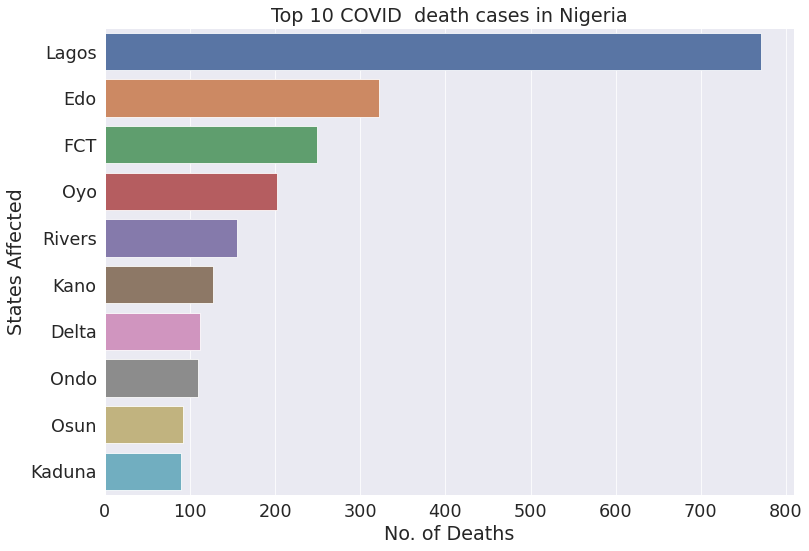 Top 10 COVID  death cases in Nigeria
States Affected
Lagos
Edo
FCT
Oyo
Rivers
Kano
Delta
Ondo
Osun
Kaduna
0 100 200 300 400 500 600 700 800
No. of Deaths